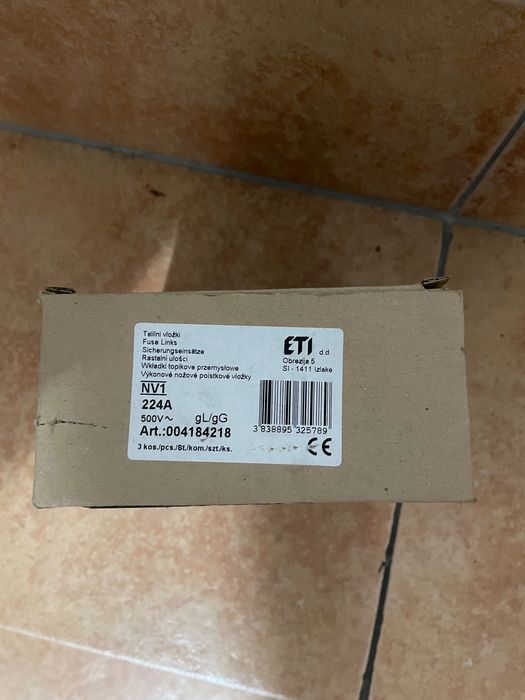 Talilni vložki
Fuse Links
Sicherungseinsätze
Rastalni ulošci
Wkładki topikowe przemysłowe
Výkonové nožové poistkové vložky
NV1
224A
500V~ gL/gG
Art.:004184218
3 kos./pcs./St./kom./szt./ks.
ETI d.d.
Obrezija 5
SI - 1411 Izlake
3 838895 325789
CE